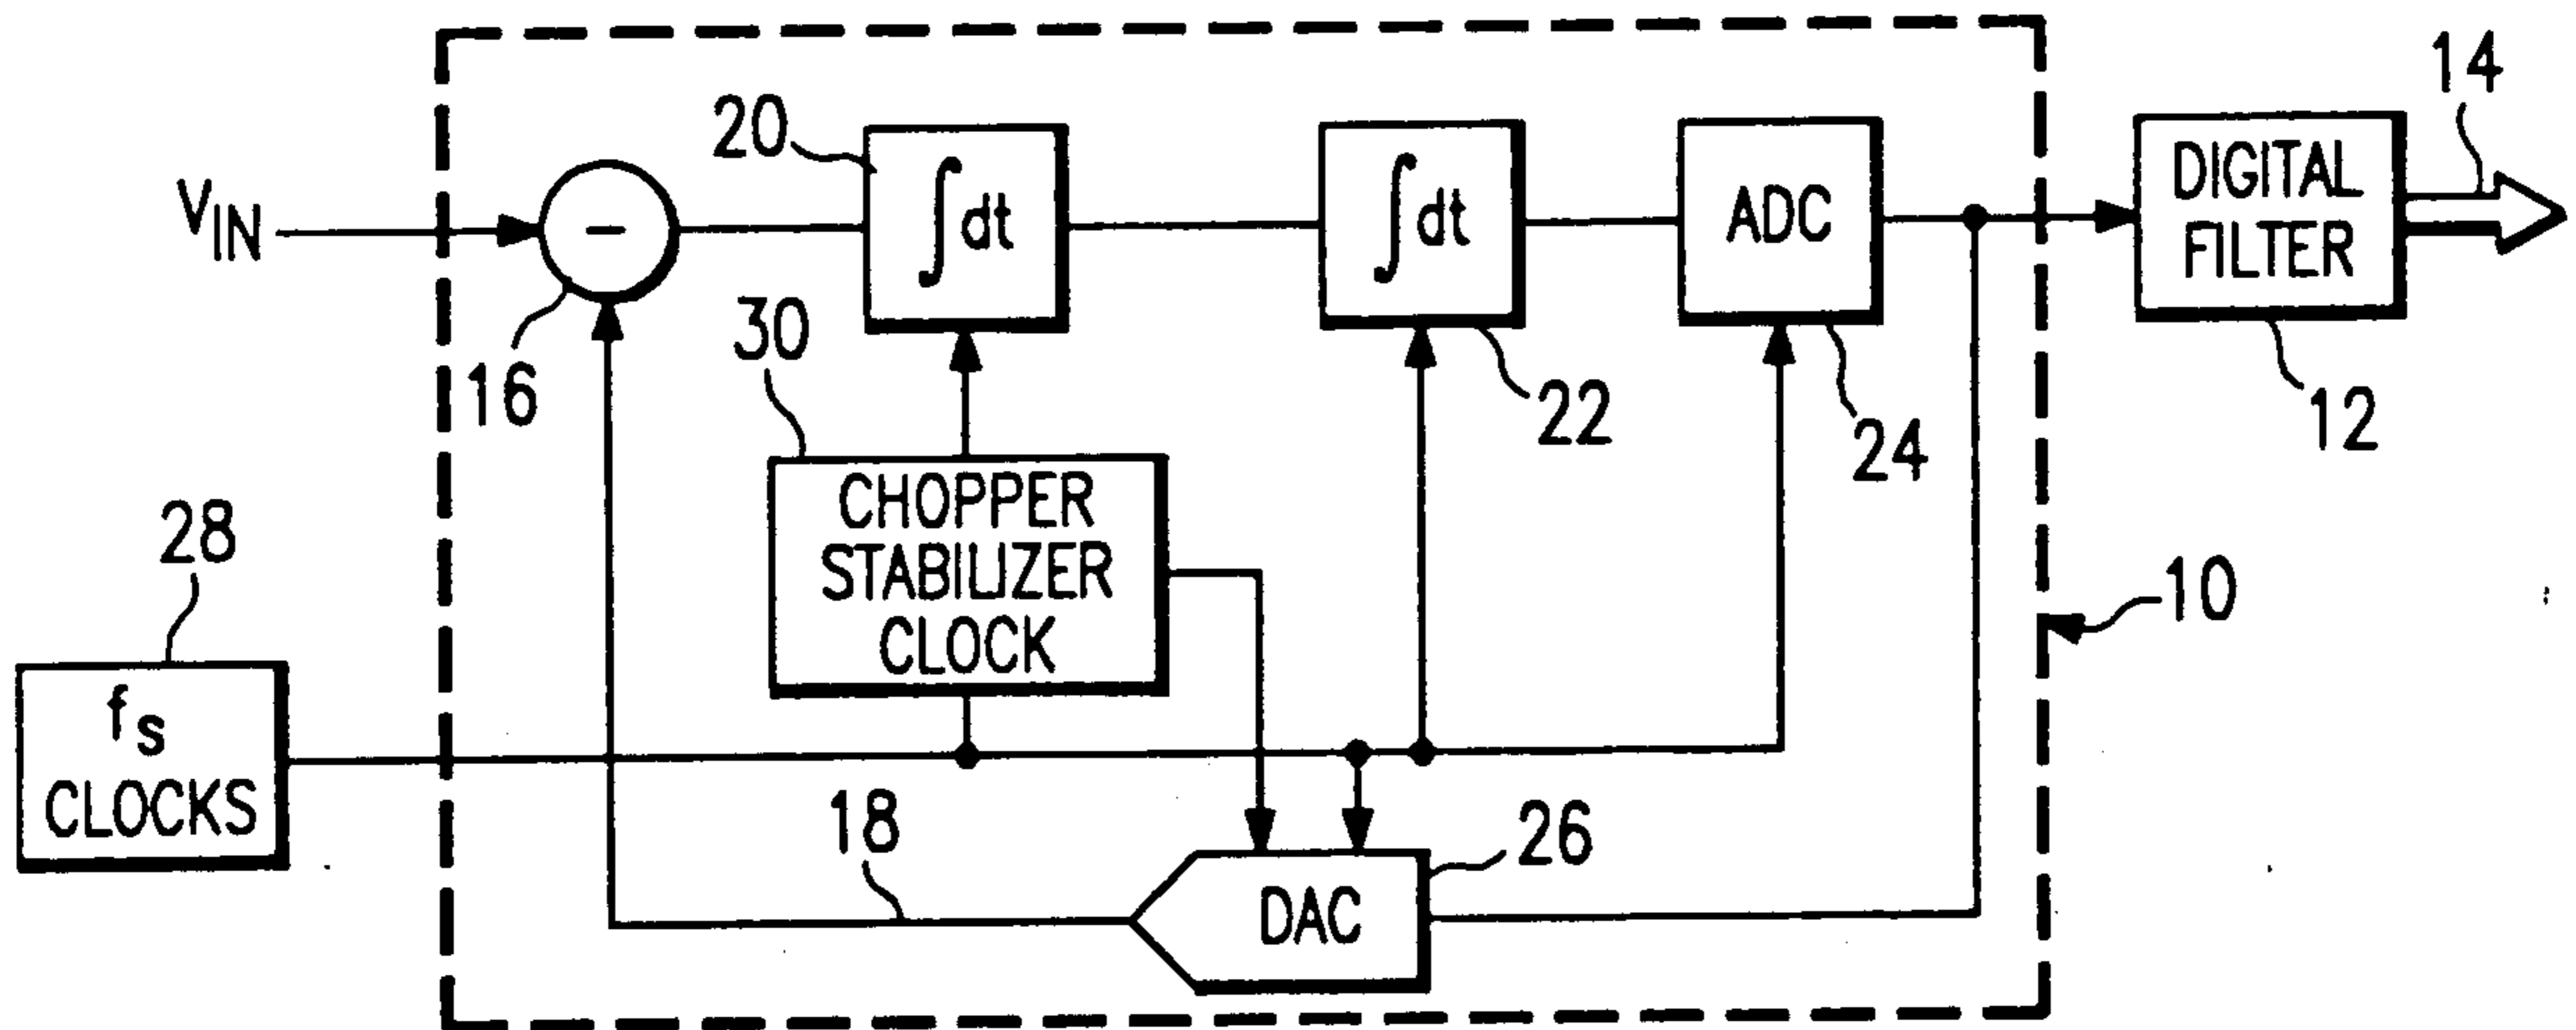 14
20
∫dt
∫dt
ADC
DIGITAL
FILTER
V_IN
−
30
16
22
24
12
CHOPPER
STABILIZER
CLOCK
28
10
f_s
CLOCKS
18
26
DAC